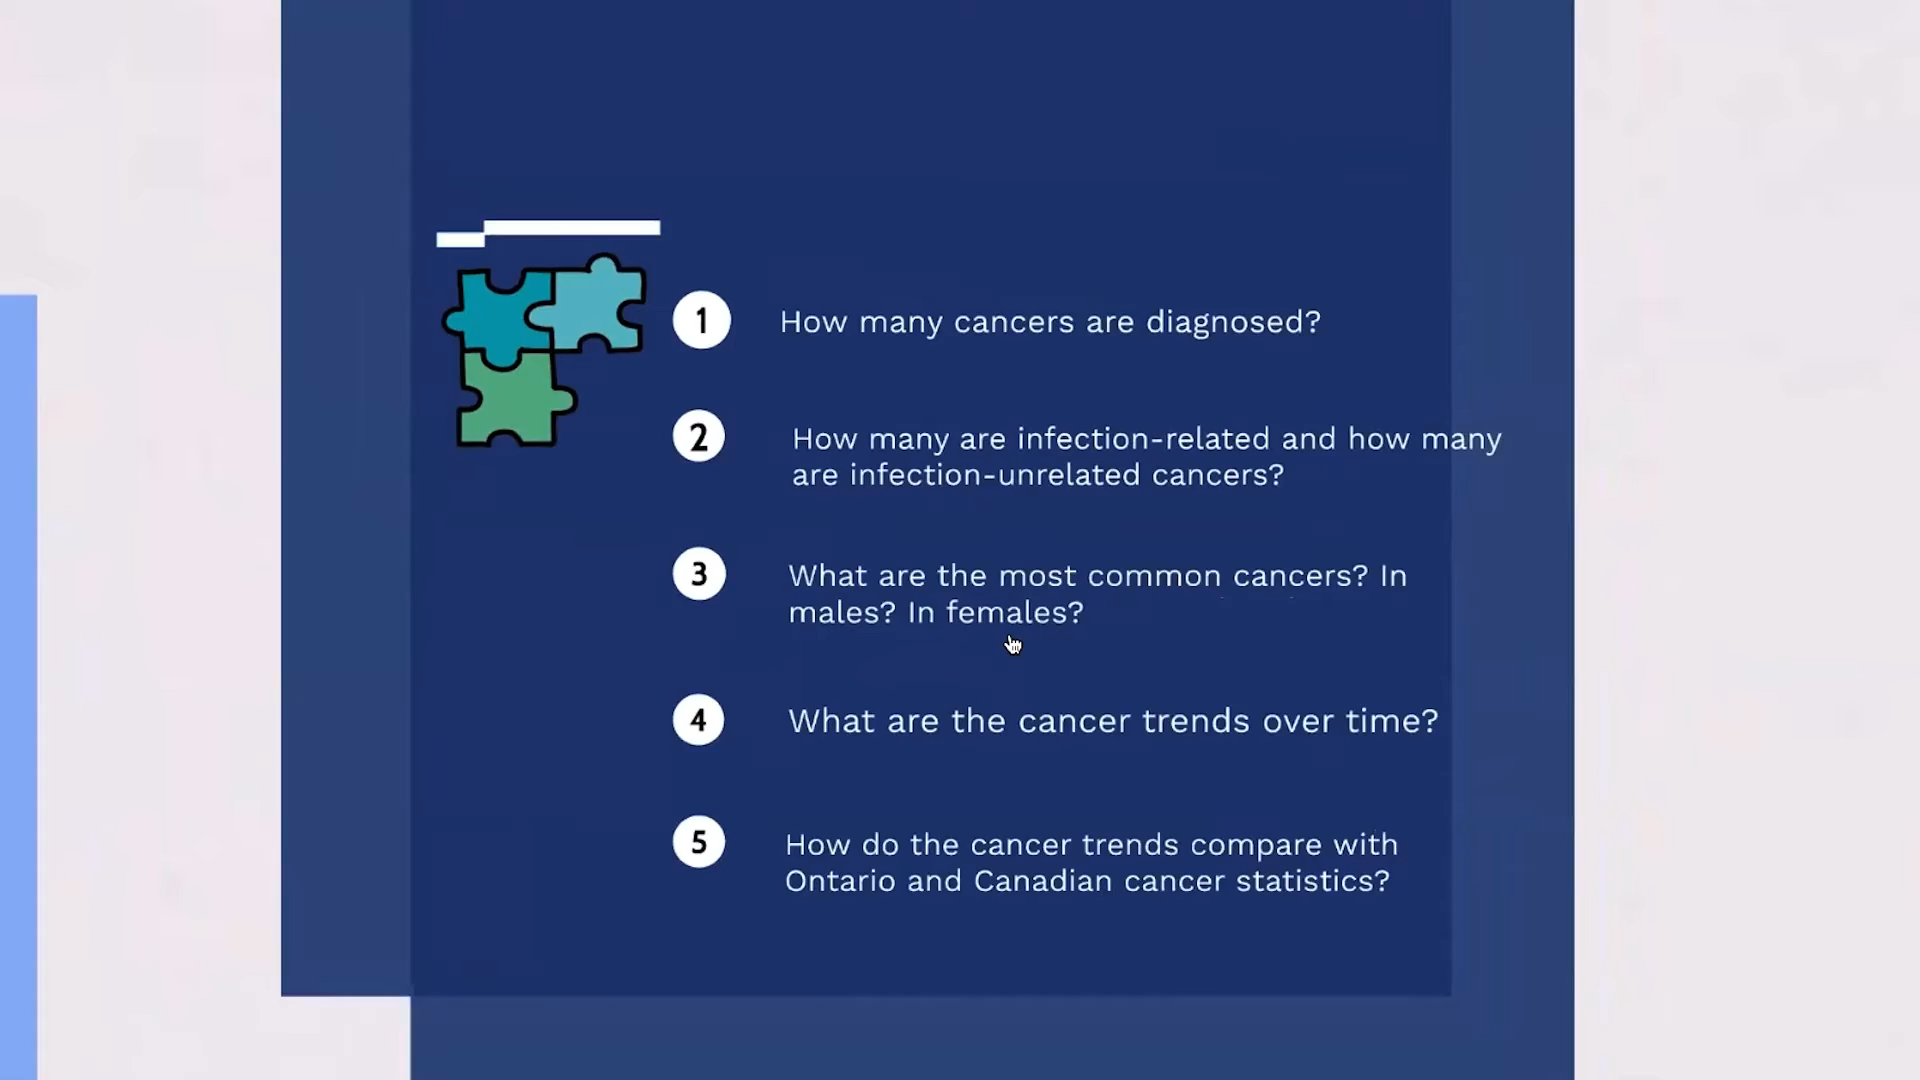 1 How many cancers are diagnosed?
2 How many are infection-related and how many
are infection-unrelated cancers?
3 What are the most common cancers? In
males? In females?
4 What are the cancer trends over time?
5 How do the cancer trends compare with
Ontario and Canadian cancer statistics?